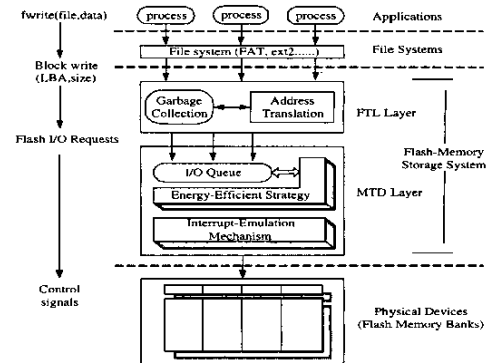 fwrite(file,data)
process
process
process
Applications
File system (FAT, ext2......)
File Systems
Block write
(LBA,size)
Garbage
Collection
Address
Translation
FTL Layer
Flash I/O Requests
Flash-Memory
Storage System
I/O Queue
Energy-Efficient Strategy
MTD Layer
Interrupt-Emulation
Mechanism
Control
signals
Physical Devices
(Flash Memory Banks)